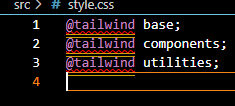 src > style.css
1 @tailwind base;
2 @tailwind components;
3 @tailwind utilities;
4